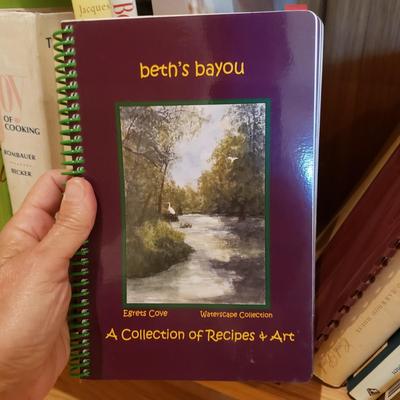 beth's bayou
Egrets Cove
Waterscape Collection
A Collection of Recipes & Art
Jacques
OF
COOKING
ROMBAUER
BECKER